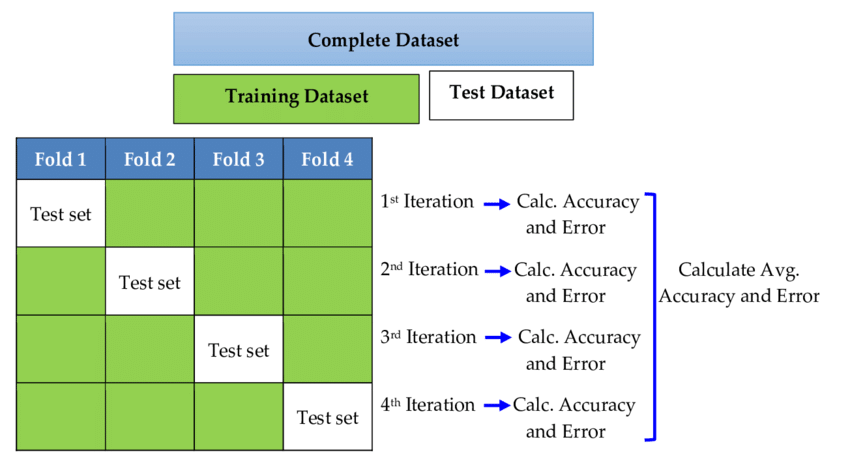 Complete Dataset
Training Dataset
Test Dataset
Fold 1
Fold 2
Fold 3
Fold 4
Test set
1st Iteration
Calc. Accuracy
and Error
Test set
2nd Iteration
Calc. Accuracy
and Error
Calculate Avg.
Accuracy and Error
Test set
3rd Iteration
Calc. Accuracy
and Error
Test set
4th Iteration
Calc. Accuracy
and Error